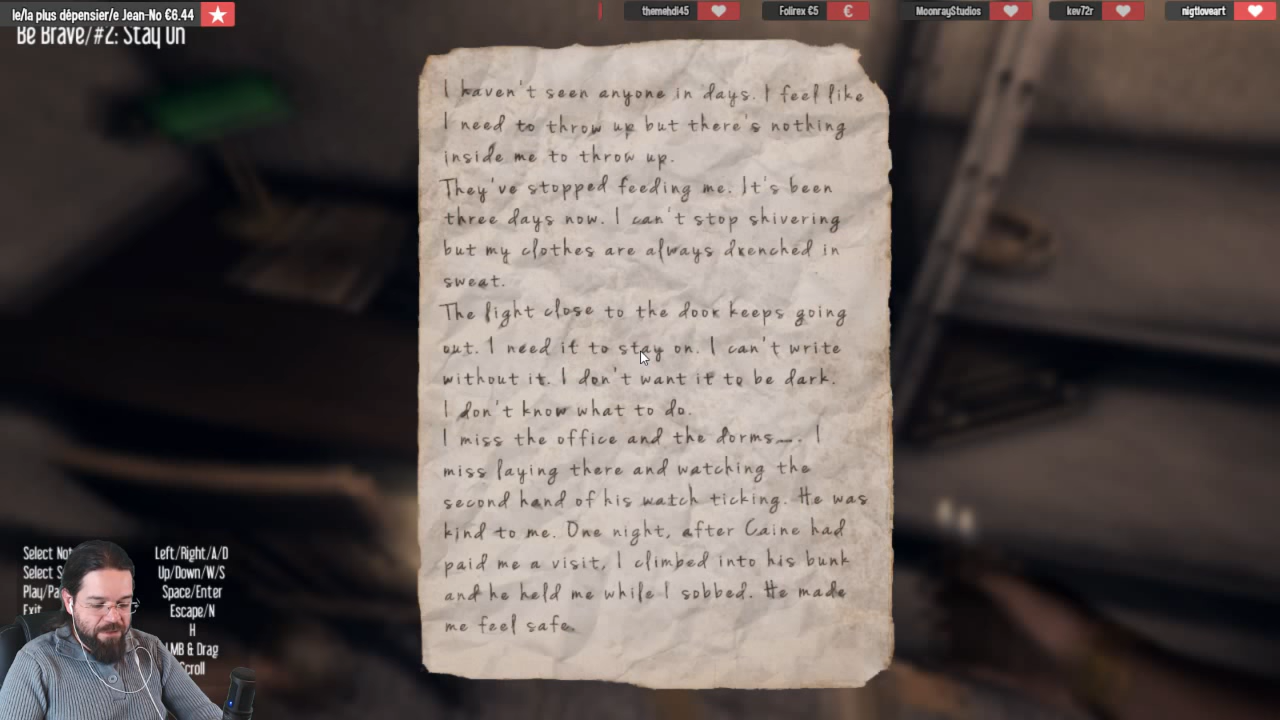 le/la plus dépensier/e Jean-No €6.44
themehdi45
Follrex €5
€
MoonrayStudios
kev72r
nigtloveart
Be Brave/#2: Stay On
I haven't seen anyone in days. I feel like
I need to throw up but there's nothing
inside me to throw up.
They've stopped feeding me. It's been
three days now. I can't stop shivering
but my clothes are always drenched in
sweat.
The light close to the door keeps going
out. I need it to stay on. I can't write
without it. I don't want it to be dark.
I don't know what to do.
I miss the office and the dorms.... I
miss laying there and watching the
second hand of his watch ticking. He was
kind to me. One night, after Caine had
paid me a visit, I climbed into his bunk
and he held me while I sobbed. He made
me feel safe.
Select Left/Right/A/D
Select Up/Down/W/S
Space/Enter
Exit Escape/N
H
LMB & Drag
Scroll